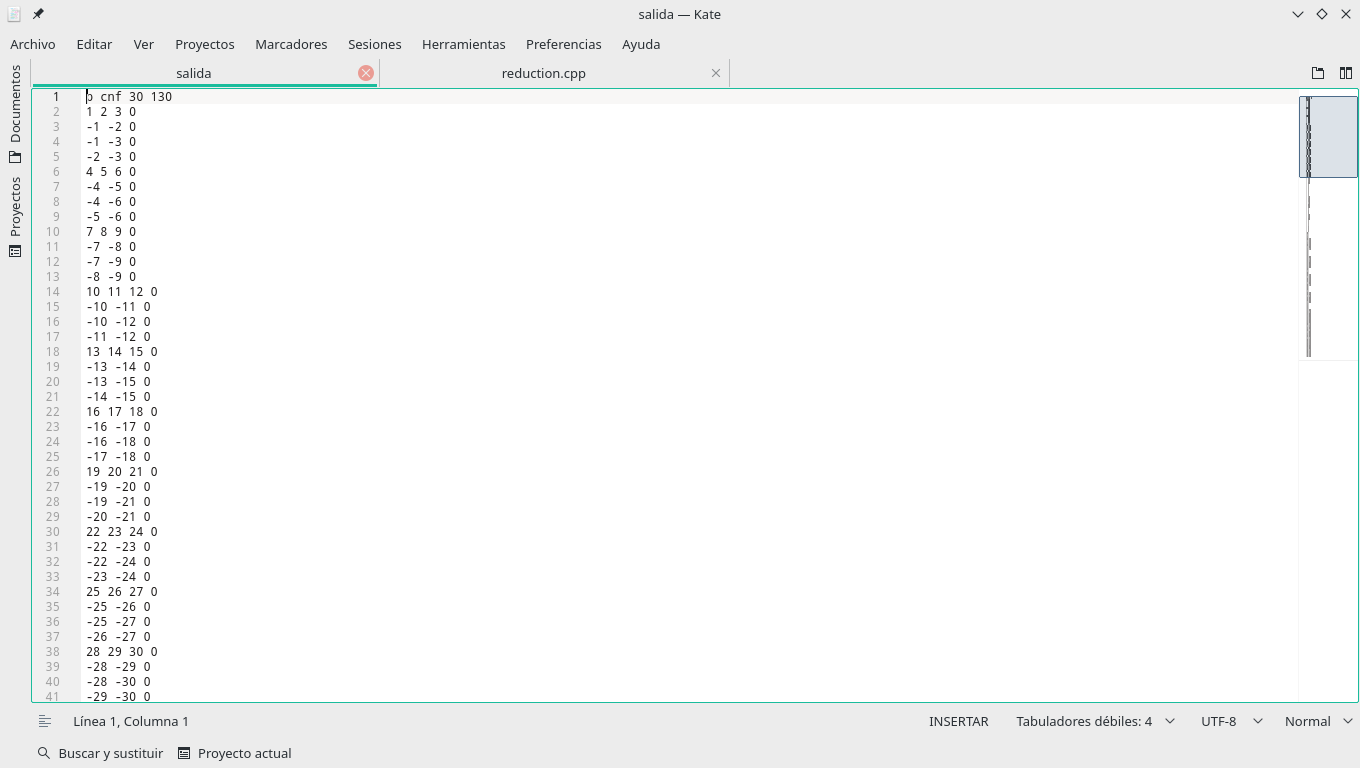 salida — Kate
Archivo Editar Ver Proyectos Marcadores Sesiones Herramientas Preferencias Ayuda
salida reduction.cpp
Documentos
Proyectos
1 p cnf 30 130
2 1 2 3 0
3 -1 -2 0
4 -1 -3 0
5 -2 -3 0
6 4 5 6 0
7 -4 -5 0
8 -4 -6 0
9 -5 -6 0
10 7 8 9 0
11 -7 -8 0
12 -7 -9 0
13 -8 -9 0
14 10 11 12 0
15 -10 -11 0
16 -10 -12 0
17 -11 -12 0
18 13 14 15 0
19 -13 -14 0
20 -13 -15 0
21 -14 -15 0
22 16 17 18 0
23 -16 -17 0
24 -16 -18 0
25 -17 -18 0
26 19 20 21 0
27 -19 -20 0
28 -19 -21 0
29 -20 -21 0
30 22 23 24 0
31 -22 -23 0
32 -22 -24 0
33 -23 -24 0
34 25 26 27 0
35 -25 -26 0
36 -25 -27 0
37 -26 -27 0
38 28 29 30 0
39 -28 -29 0
40 -28 -30 0
41 -29 -30 0
Línea 1, Columna 1 INSERTAR Tabuladores débiles: 4 UTF-8 Normal
Buscar y sustituir Proyecto actual